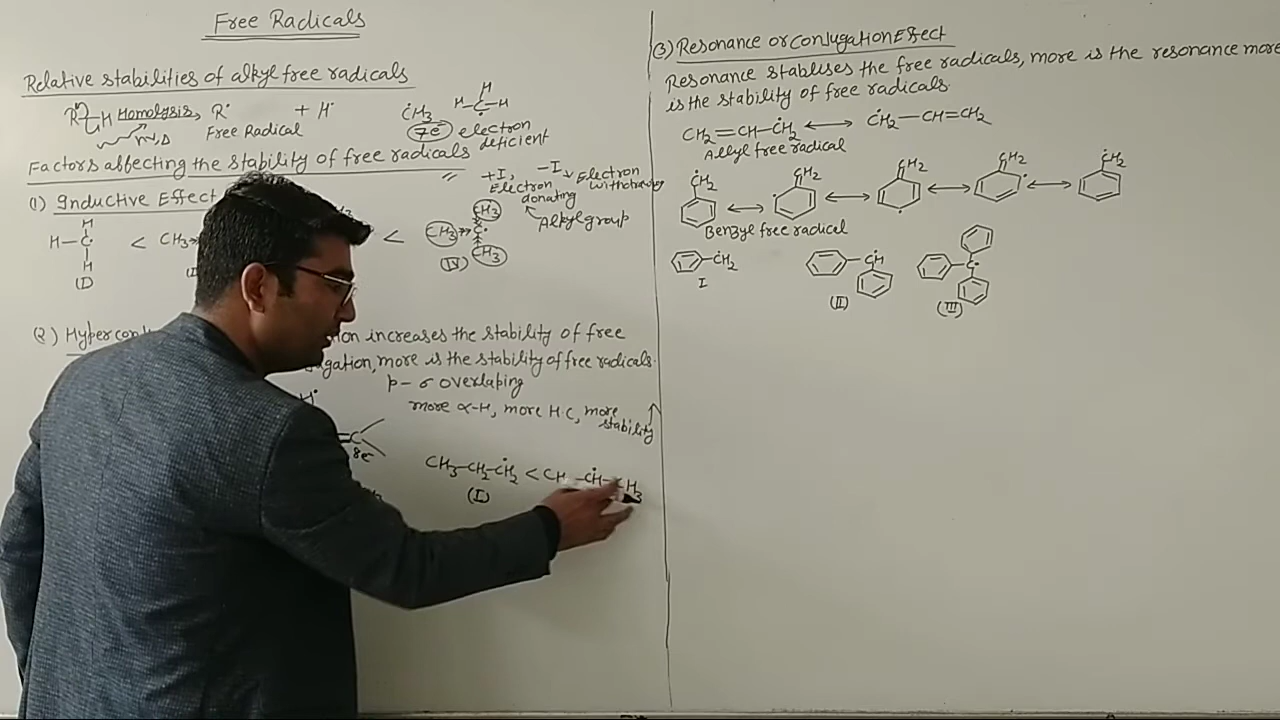 Free Radicals
Relative stabilities of alkyl free radicals
R H Homolysis R• + H•
Free Radical
ĊH3
7e⁻ electron deficient
H
H–C–H
Factors affecting the stability of free radicals
+I, -I → Electron withdrawing
Electron donating
Alkyl group
(1) Inductive Effect
H
H–C•
H
(I)
< CH3
<
CH3
CH3 C•
CH3
(IV)
(2) Hyper
increases the stability of free
more is the stability of free radicals.
p – σ overlaping
more α-H, more H.C, more stability
C
8e⁻
CH3–CH2–ĊH2 < CH –ĊH–CH3
(I)
(3) Resonance or Conjugation Effect
Resonance stablises the free radicals, more is the resonance more
is the stability of free radicals
CH2=CH–ĊH2 ↔ ĊH2–CH=CH2
Allyl free radical
ĊH2 ↔ CH2 ↔ CH2 ↔ CH2 ↔ ĊH2
Benzyl free radical
ĊH2
I
ĊH
(II)
C•
(III)